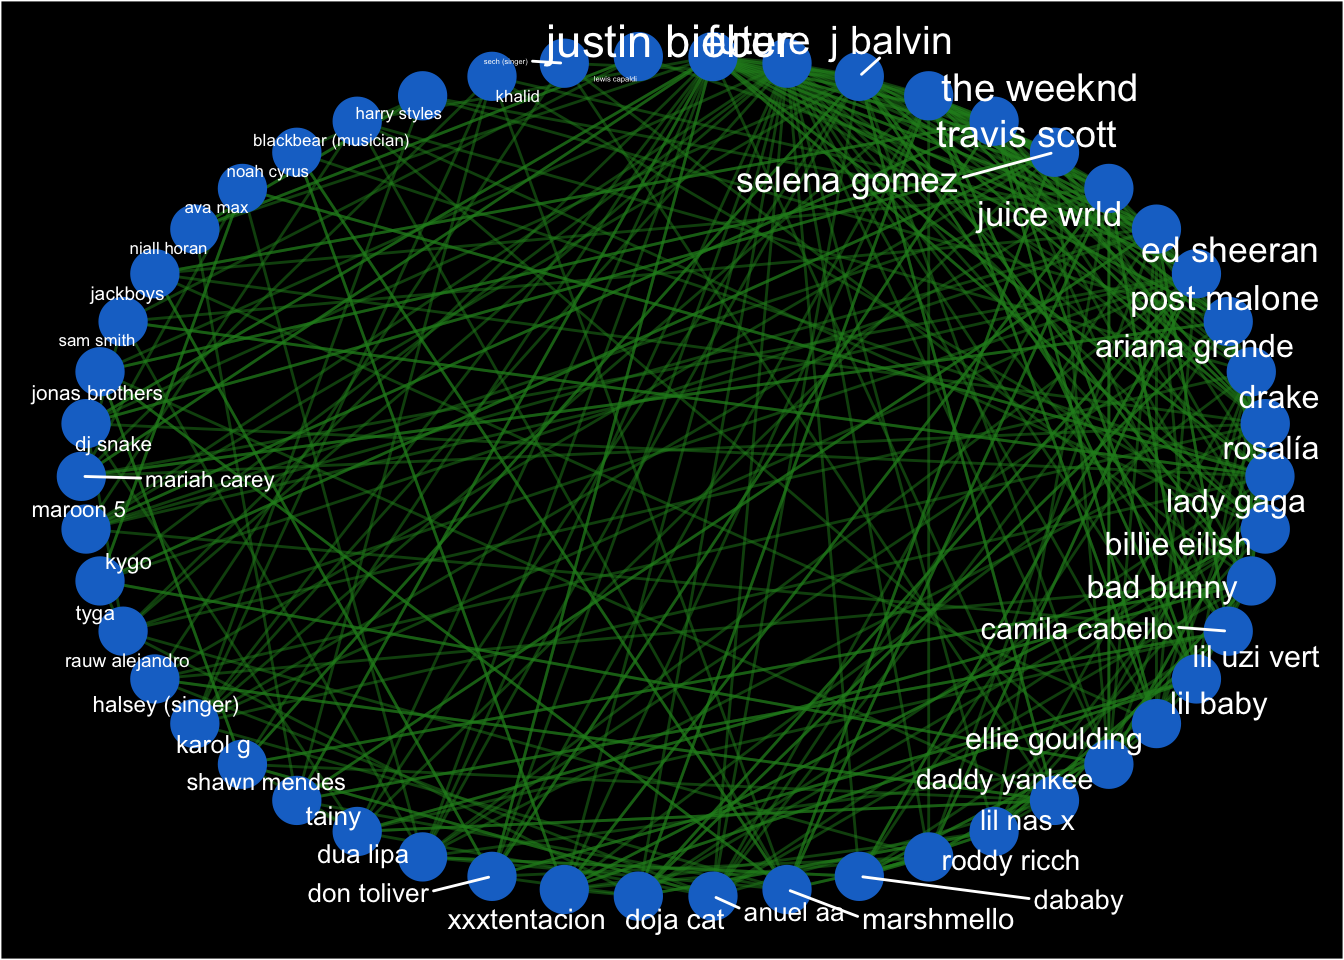 justin bieber
future
j balvin
sech (singer)
lewis capaldi
khalid
the weeknd
harry styles
travis scott
blackbear (musician)
noah cyrus
selena gomez
ava max
juice wrld
niall horan
ed sheeran
jackboys
post malone
sam smith
ariana grande
jonas brothers
drake
dj snake
rosalía
mariah carey
lady gaga
maroon 5
billie eilish
kygo
bad bunny
tyga
camila cabello
rauw alejandro
lil uzi vert
halsey (singer)
lil baby
karol g
ellie goulding
shawn mendes
daddy yankee
tainy
lil nas x
dua lipa
roddy ricch
don toliver
dababy
xxxtentacion
doja cat
anuel aa
marshmello